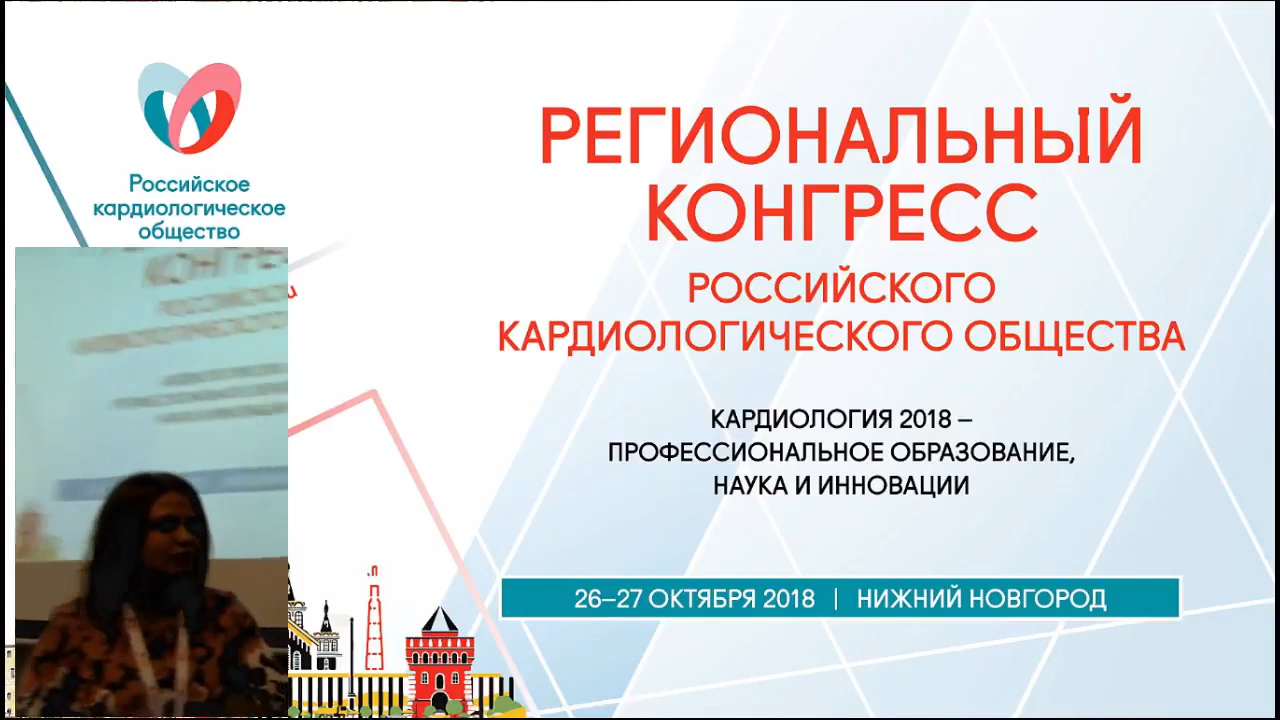 Российское
кардиологическое
общество
РЕГИОНАЛЬНЫЙ
КОНГРЕСС
РОССИЙСКОГО
КАРДИОЛОГИЧЕСКОГО ОБЩЕСТВА
КАРДИОЛОГИЯ 2018 –
ПРОФЕССИОНАЛЬНОЕ ОБРАЗОВАНИЕ,
НАУКА И ИННОВАЦИИ
26–27 ОКТЯБРЯ 2018 | НИЖНИЙ НОВГОРОД